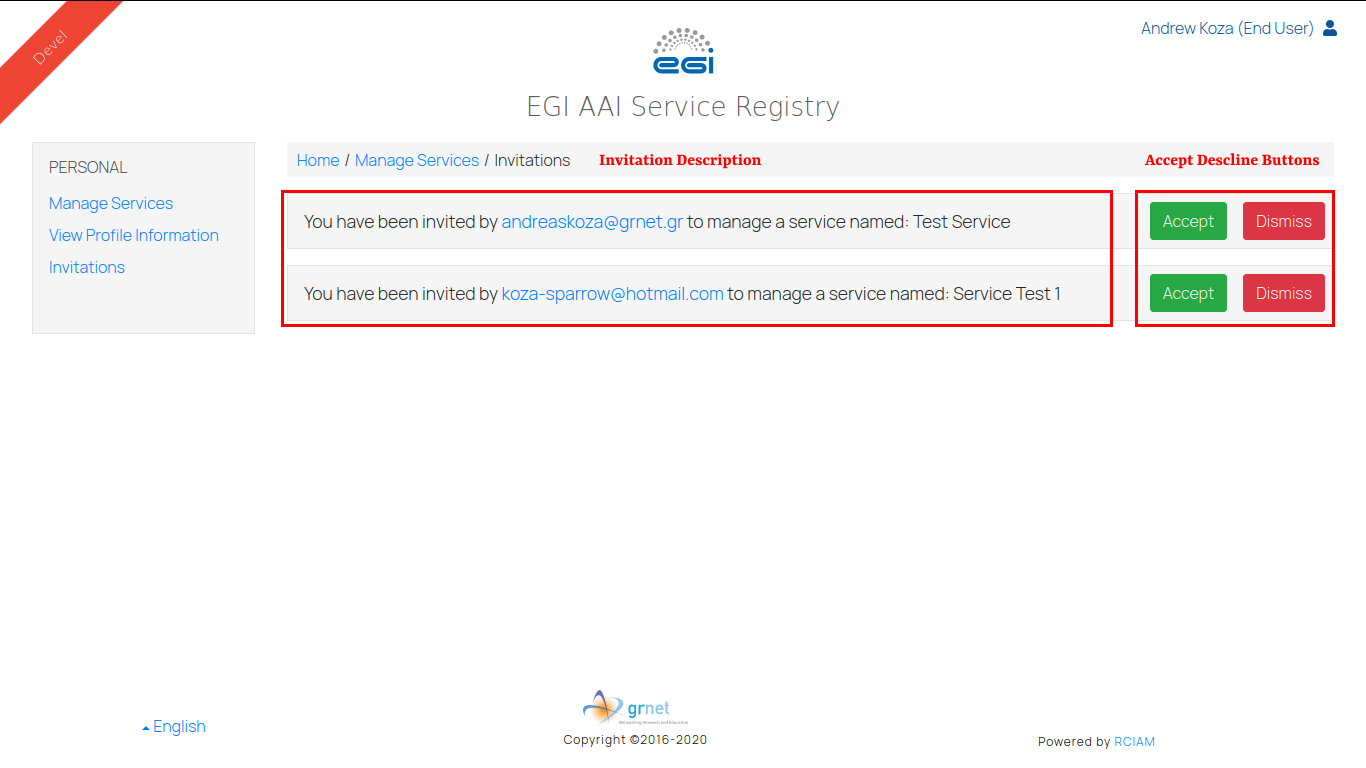 Devel
Andrew Koza (End User)
eGI
EGI AAI Service Registry
PERSONAL
Manage Services
View Profile Information
Invitations
Home / Manage Services / Invitations
Invitation Description
Accept Descline Buttons
You have been invited by andreaskoza@grnet.gr to manage a service named: Test Service
Accept Dismiss
You have been invited by koza-sparrow@hotmail.com to manage a service named: Service Test 1
Accept Dismiss
English
grnet
Networking Research and Education
Copyright ©2016-2020
Powered by RCIAM